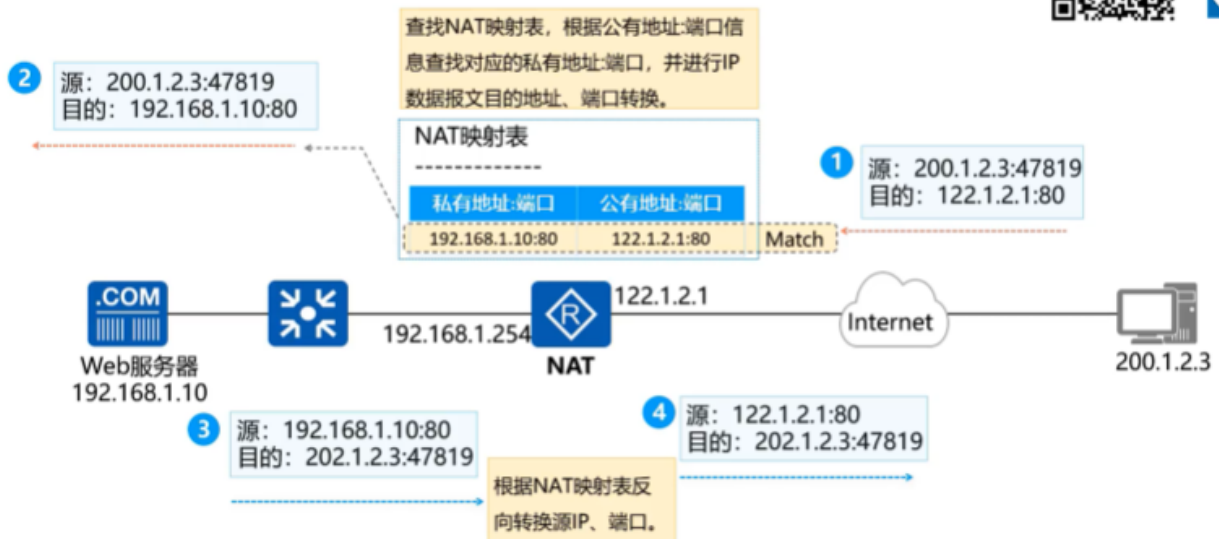 查找NAT映射表，根据公有地址:端口信
息查找对应的私有地址:端口，并进行IP
数据报文目的地址、端口转换。
2
源：200.1.2.3:47819
目的：192.168.1.10:80
NAT映射表
-------------
私有地址:端口 公有地址:端口
192.168.1.10:80 122.1.2.1:80 Match
1
源：200.1.2.3:47819
目的：122.1.2.1:80
.COM
Web服务器
192.168.1.10
192.168.1.254
R
NAT
122.1.2.1
Internet
200.1.2.3
3
源：192.168.1.10:80
目的：202.1.2.3:47819
根据NAT映射表反
向转换源IP、端口。
4
源：122.1.2.1:80
目的：202.1.2.3:47819